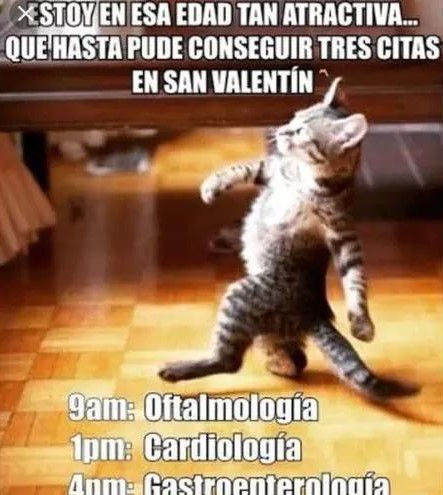 ESTOY EN ESA EDAD TAN ATRACTIVA...
QUE HASTA PUDE CONSEGUIR TRES CITAS
EN SAN VALENTÍN
9am: Oftalmología
1pm: Cardiología
4pm: Gastroenterología